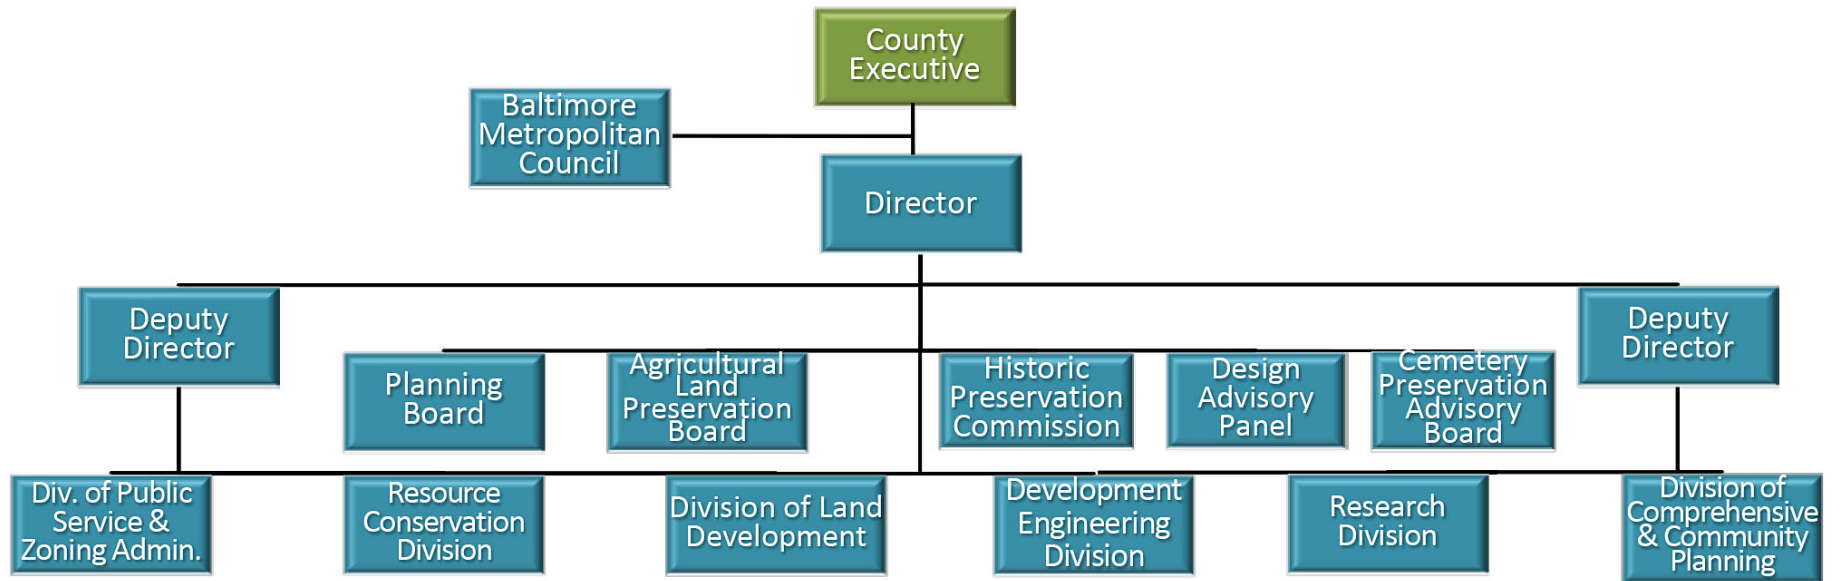 County
Executive
Baltimore
Metropolitan
Council
Director
Deputy
Director
Deputy
Director
Planning
Board
Agricultural
Land
Preservation
Board
Historic
Preservation
Commission
Design
Advisory
Panel
Cemetery
Preservation
Advisory
Board
Div. of Public
Service &
Zoning Admin.
Resource
Conservation
Division
Division of Land
Development
Development
Engineering
Division
Research
Division
Division of
Comprehensive
& Community
Planning